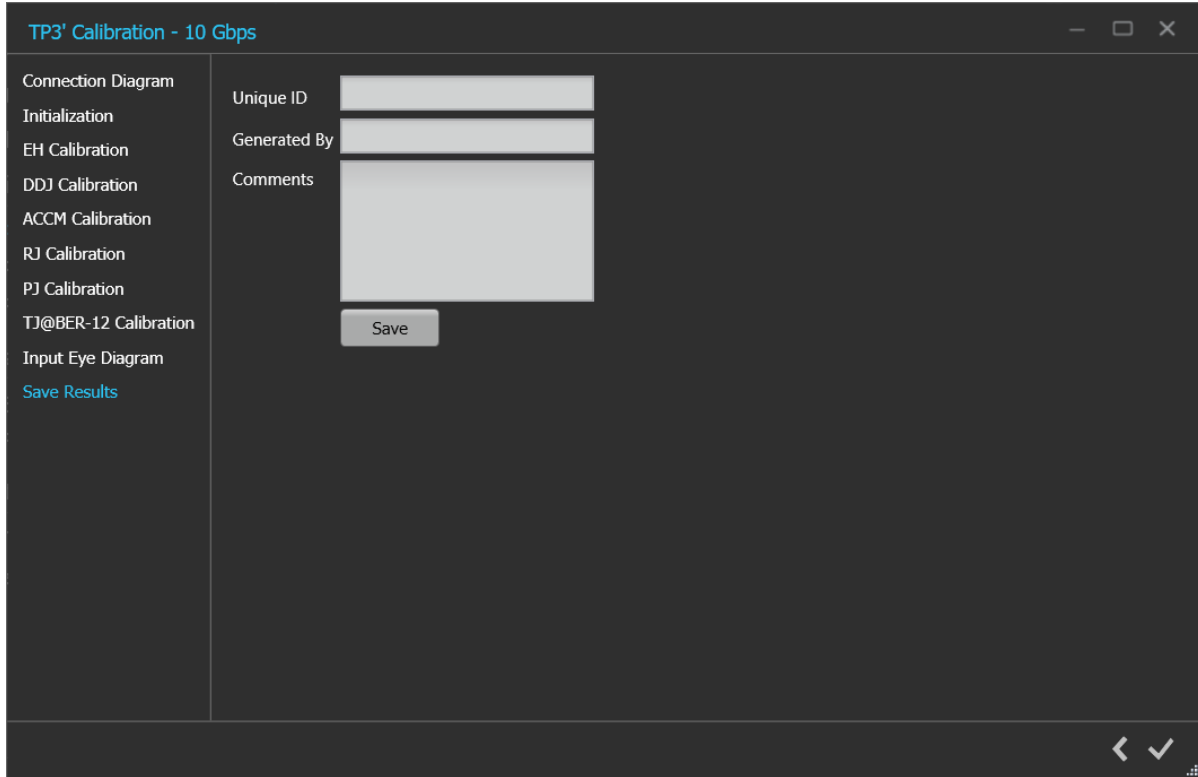 TP3' Calibration - 10 Gbps
Connection Diagram
Initialization
EH Calibration
DDJ Calibration
ACCM Calibration
RJ Calibration
PJ Calibration
TJ@BER-12 Calibration
Input Eye Diagram
Save Results
Unique ID
Generated By
Comments
Save